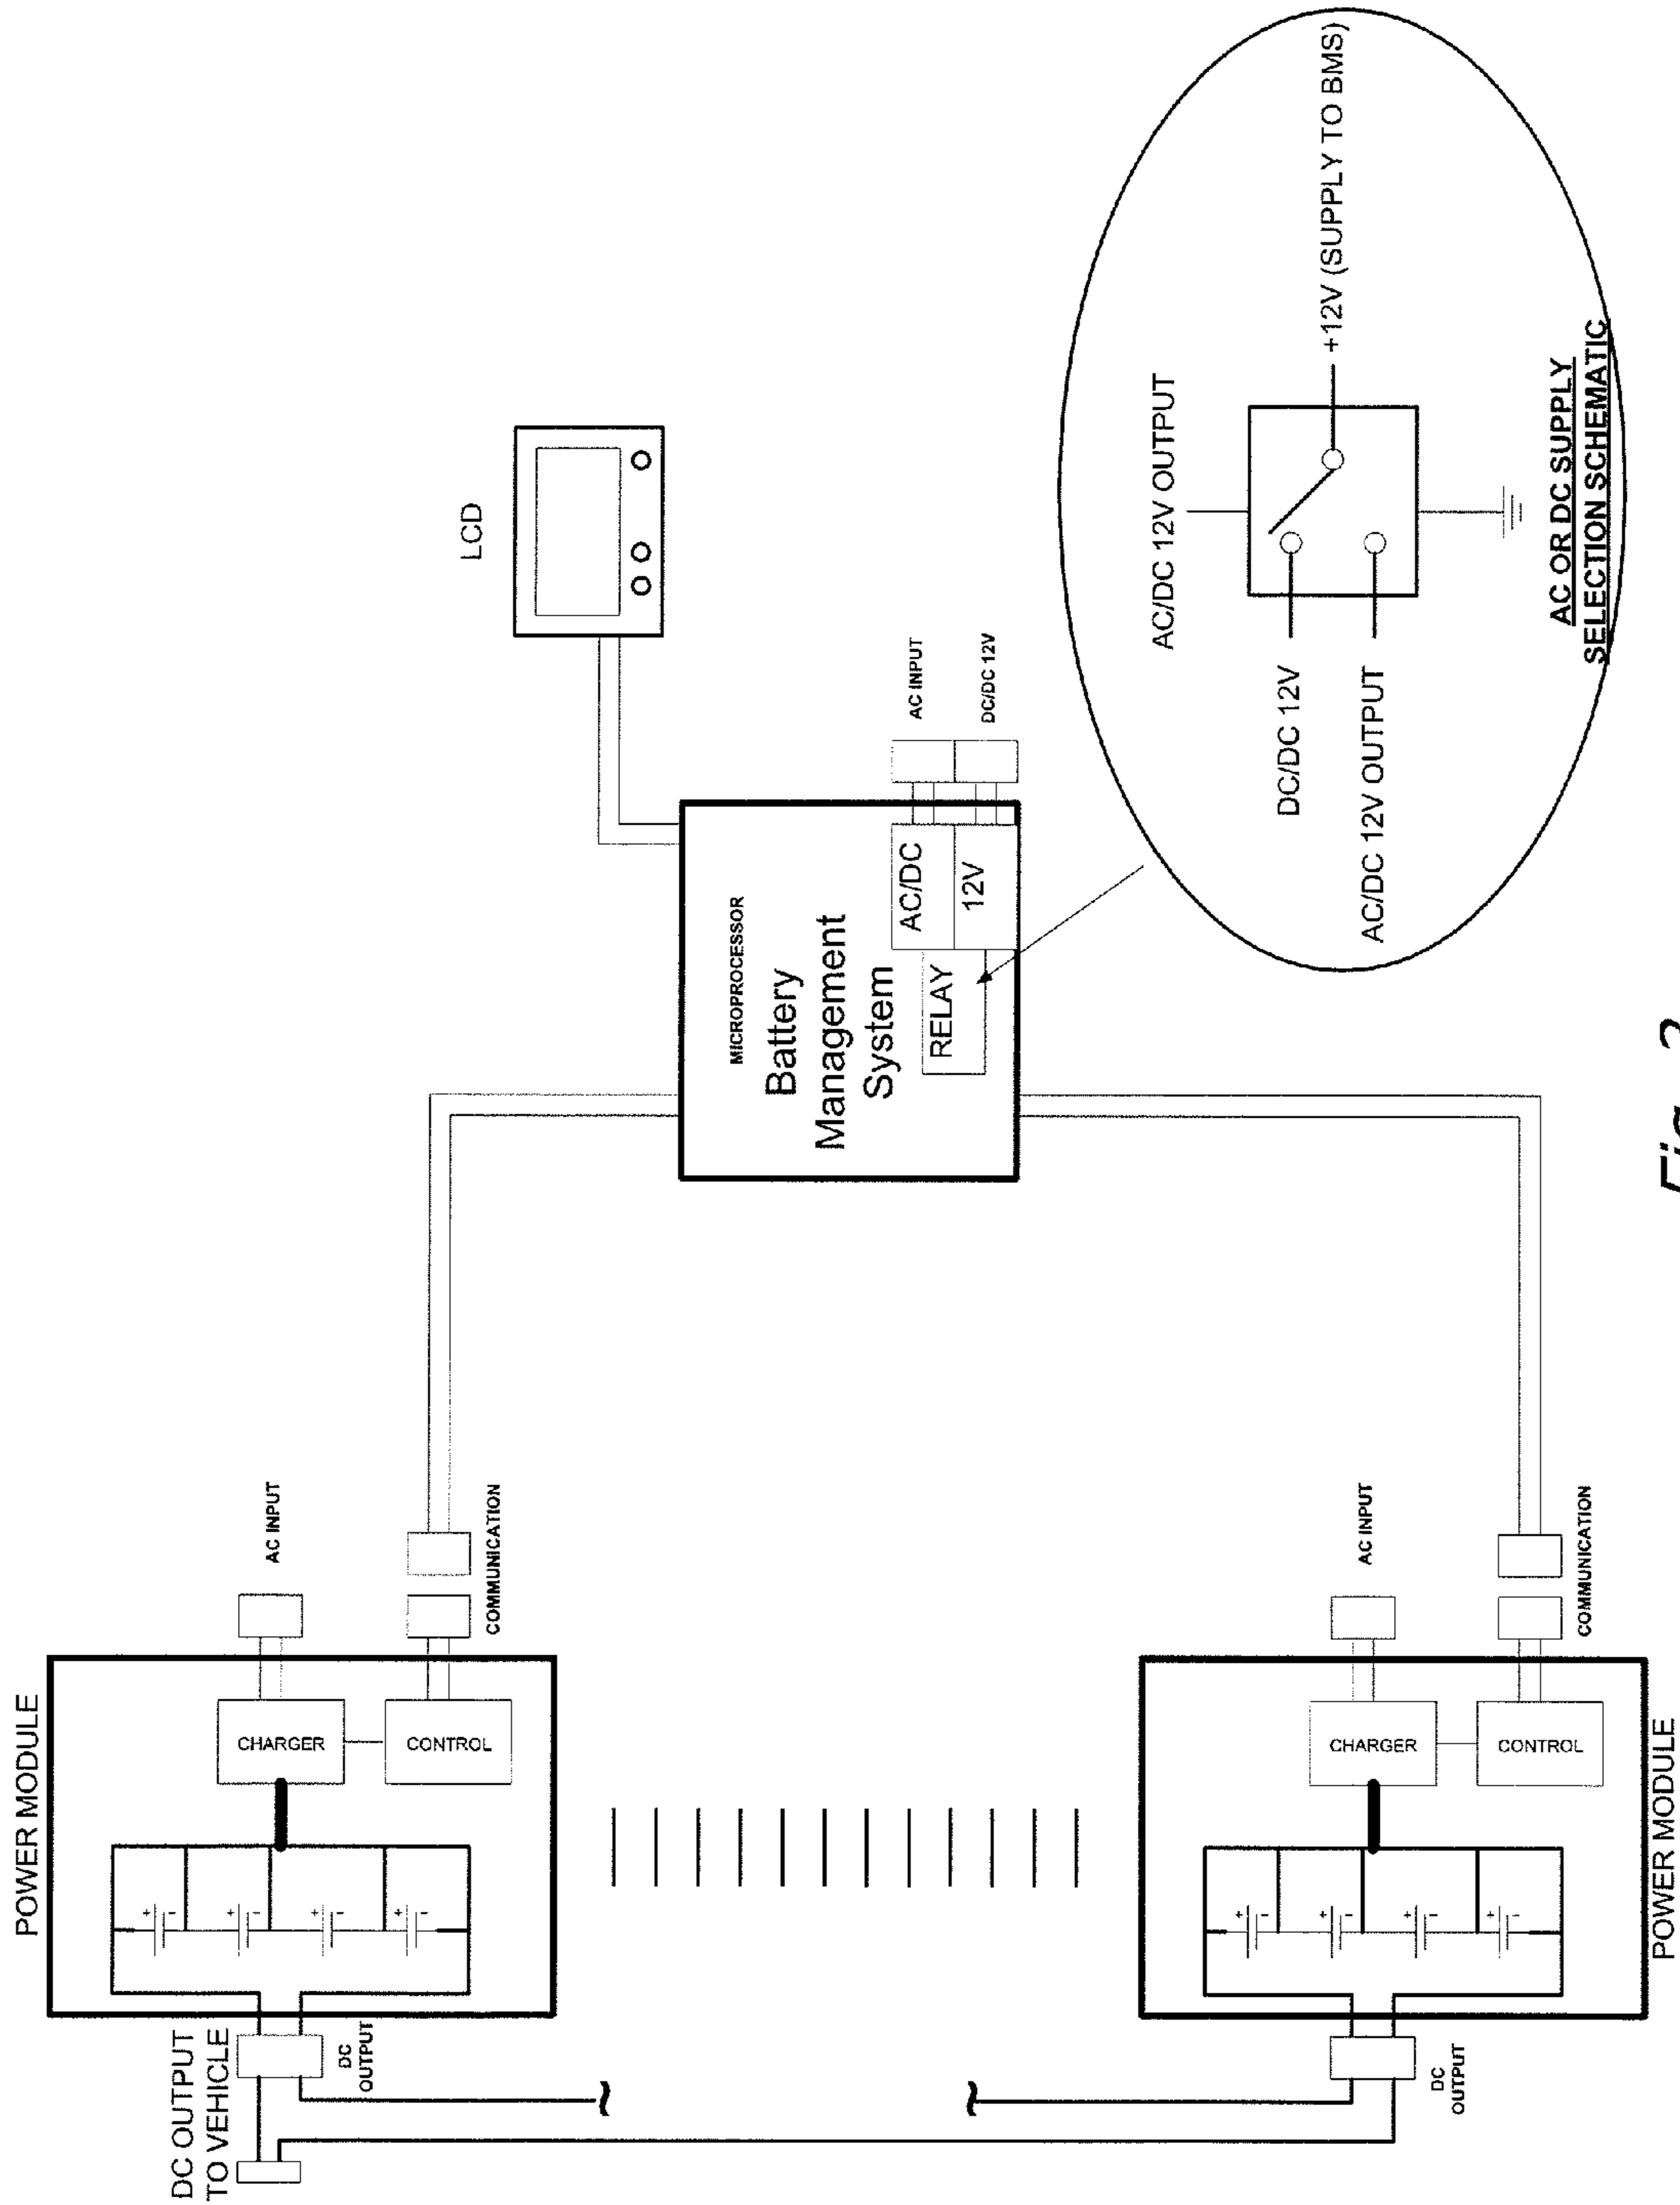 POWER MODULE
DC OUTPUT
TO VEHICLE
DC
OUTPUT
+
-
+
-
+
-
+
-
CHARGER
CONTROL
AC INPUT
COMMUNICATION
LCD
MICROPROCESSOR
Battery
Management
System
RELAY
AC/DC
12V
AC INPUT
DC/DC 12V
AC/DC 12V OUTPUT
DC/DC 12V
AC/DC 12V OUTPUT
+12V (SUPPLY TO BMS)
AC OR DC SUPPLY
SELECTION SCHEMATIC
DC
OUTPUT
+
-
+
-
+
-
+
-
CHARGER
CONTROL
AC INPUT
COMMUNICATION
POWER MODULE
Fig. 2